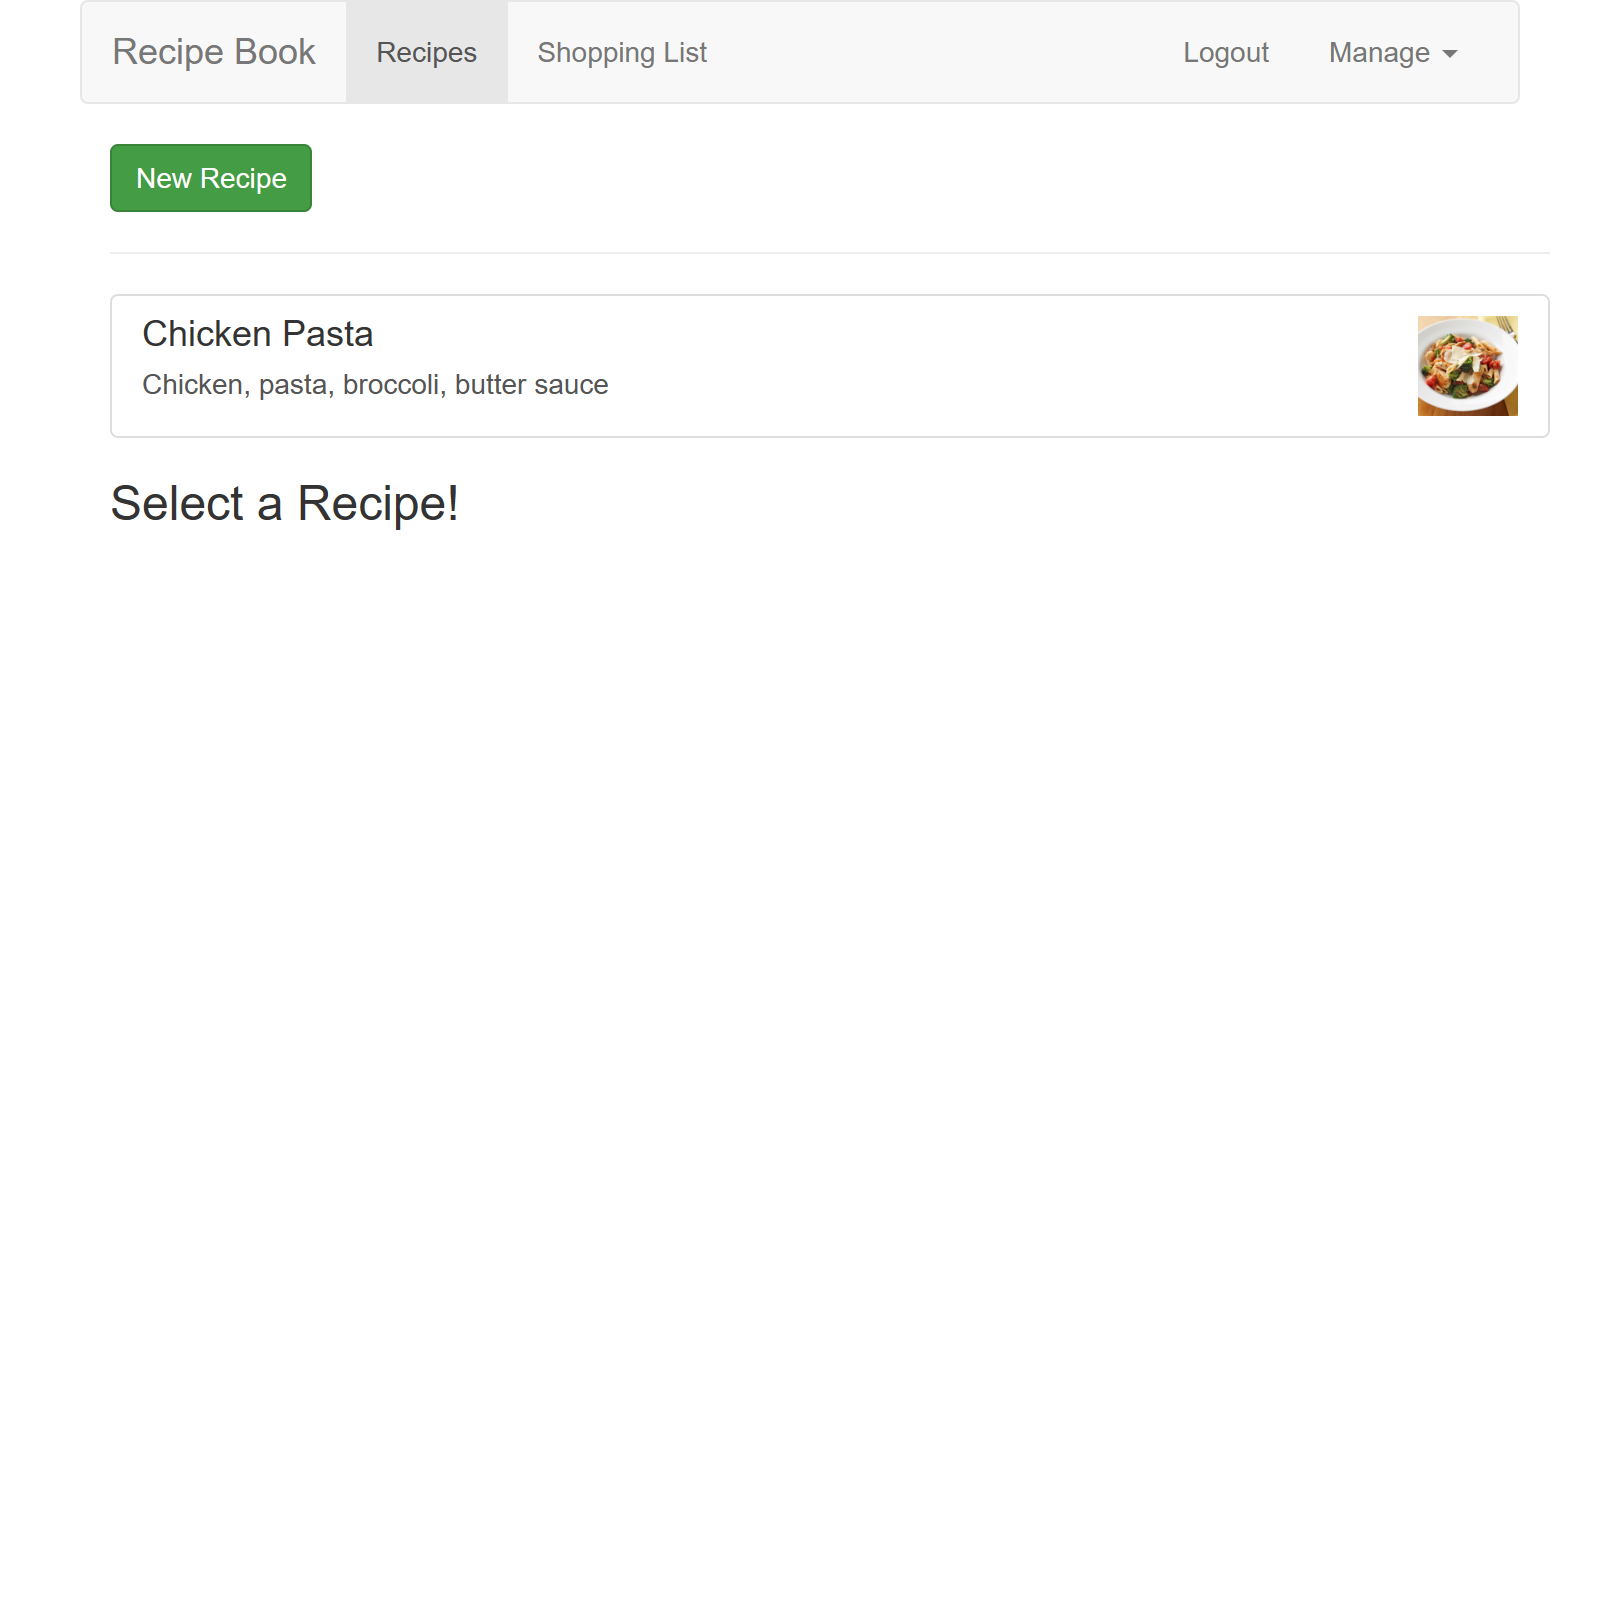 Recipe Book Recipes Shopping List Logout Manage
New Recipe
Chicken Pasta
Chicken, pasta, broccoli, butter sauce
Select a Recipe!